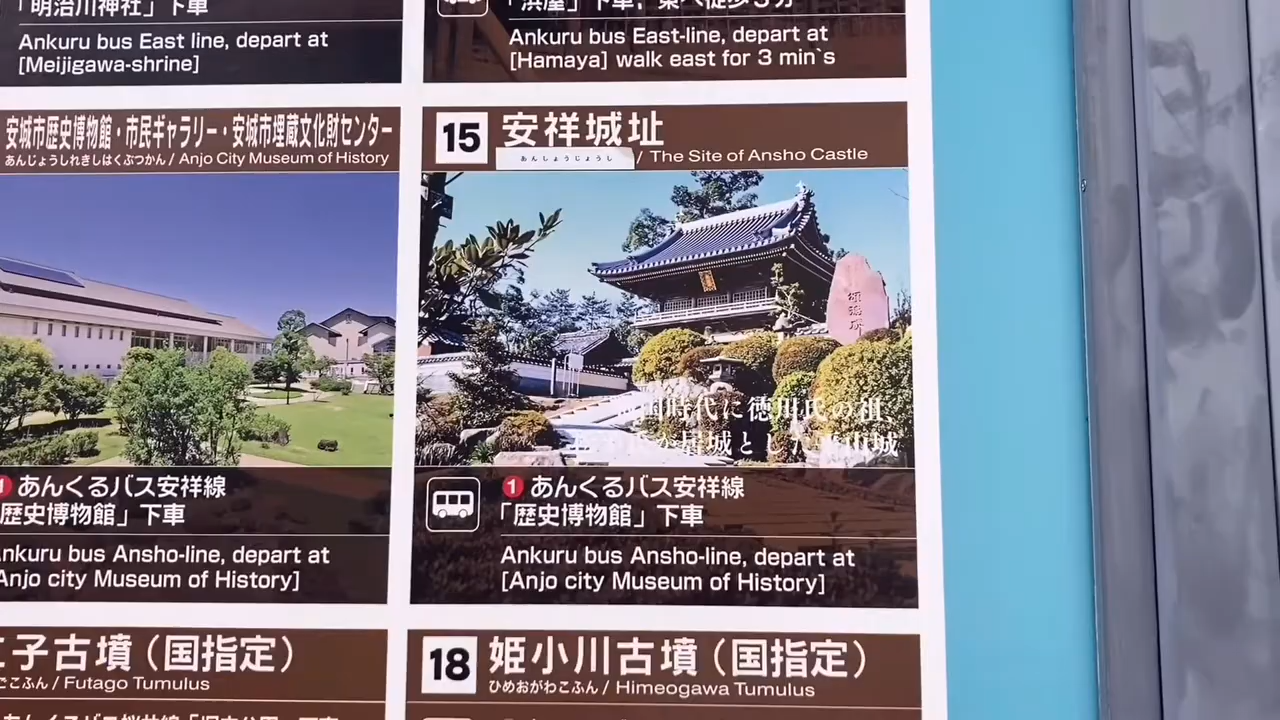 「明治川神社」下車
Ankuru bus East line, depart at
[Meijigawa-shrine]
「浜屋」下車，東へ徒歩3分
Ankuru bus East-line, depart at
[Hamaya] walk east for 3 min`s
安城市歴史博物館・市民ギャラリー・安城市埋蔵文化財センター
あんじょうしれきしはくぶつかん / Anjo City Museum of History
1 あんくるバス安祥線
「歴史博物館」下車
Ankuru bus Ansho-line, depart at
[Anjo city Museum of History]
15 安祥城址
あんしょうじょうし / The Site of Ansho Castle
国時代に徳川氏の祖、
居城とした
山城
1 あんくるバス安祥線
「歴史博物館」下車
Ankuru bus Ansho-line, depart at
[Anjo city Museum of History]
子古墳（国指定）
ごこふん / Futago Tumulus
18 姫小川古墳（国指定）
ひめおがわこふん / Himeogawa Tumulus